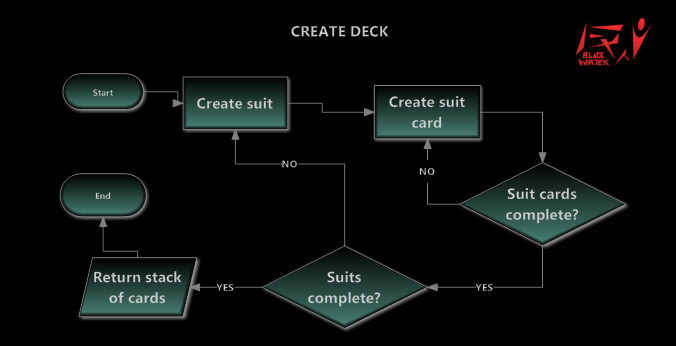 CREATE DECK
BLACK
WATER
Start
Create suit
Create suit
card
NO
NO
Suit cards
complete?
End
Return stack
of cards
YES
Suits
complete?
YES